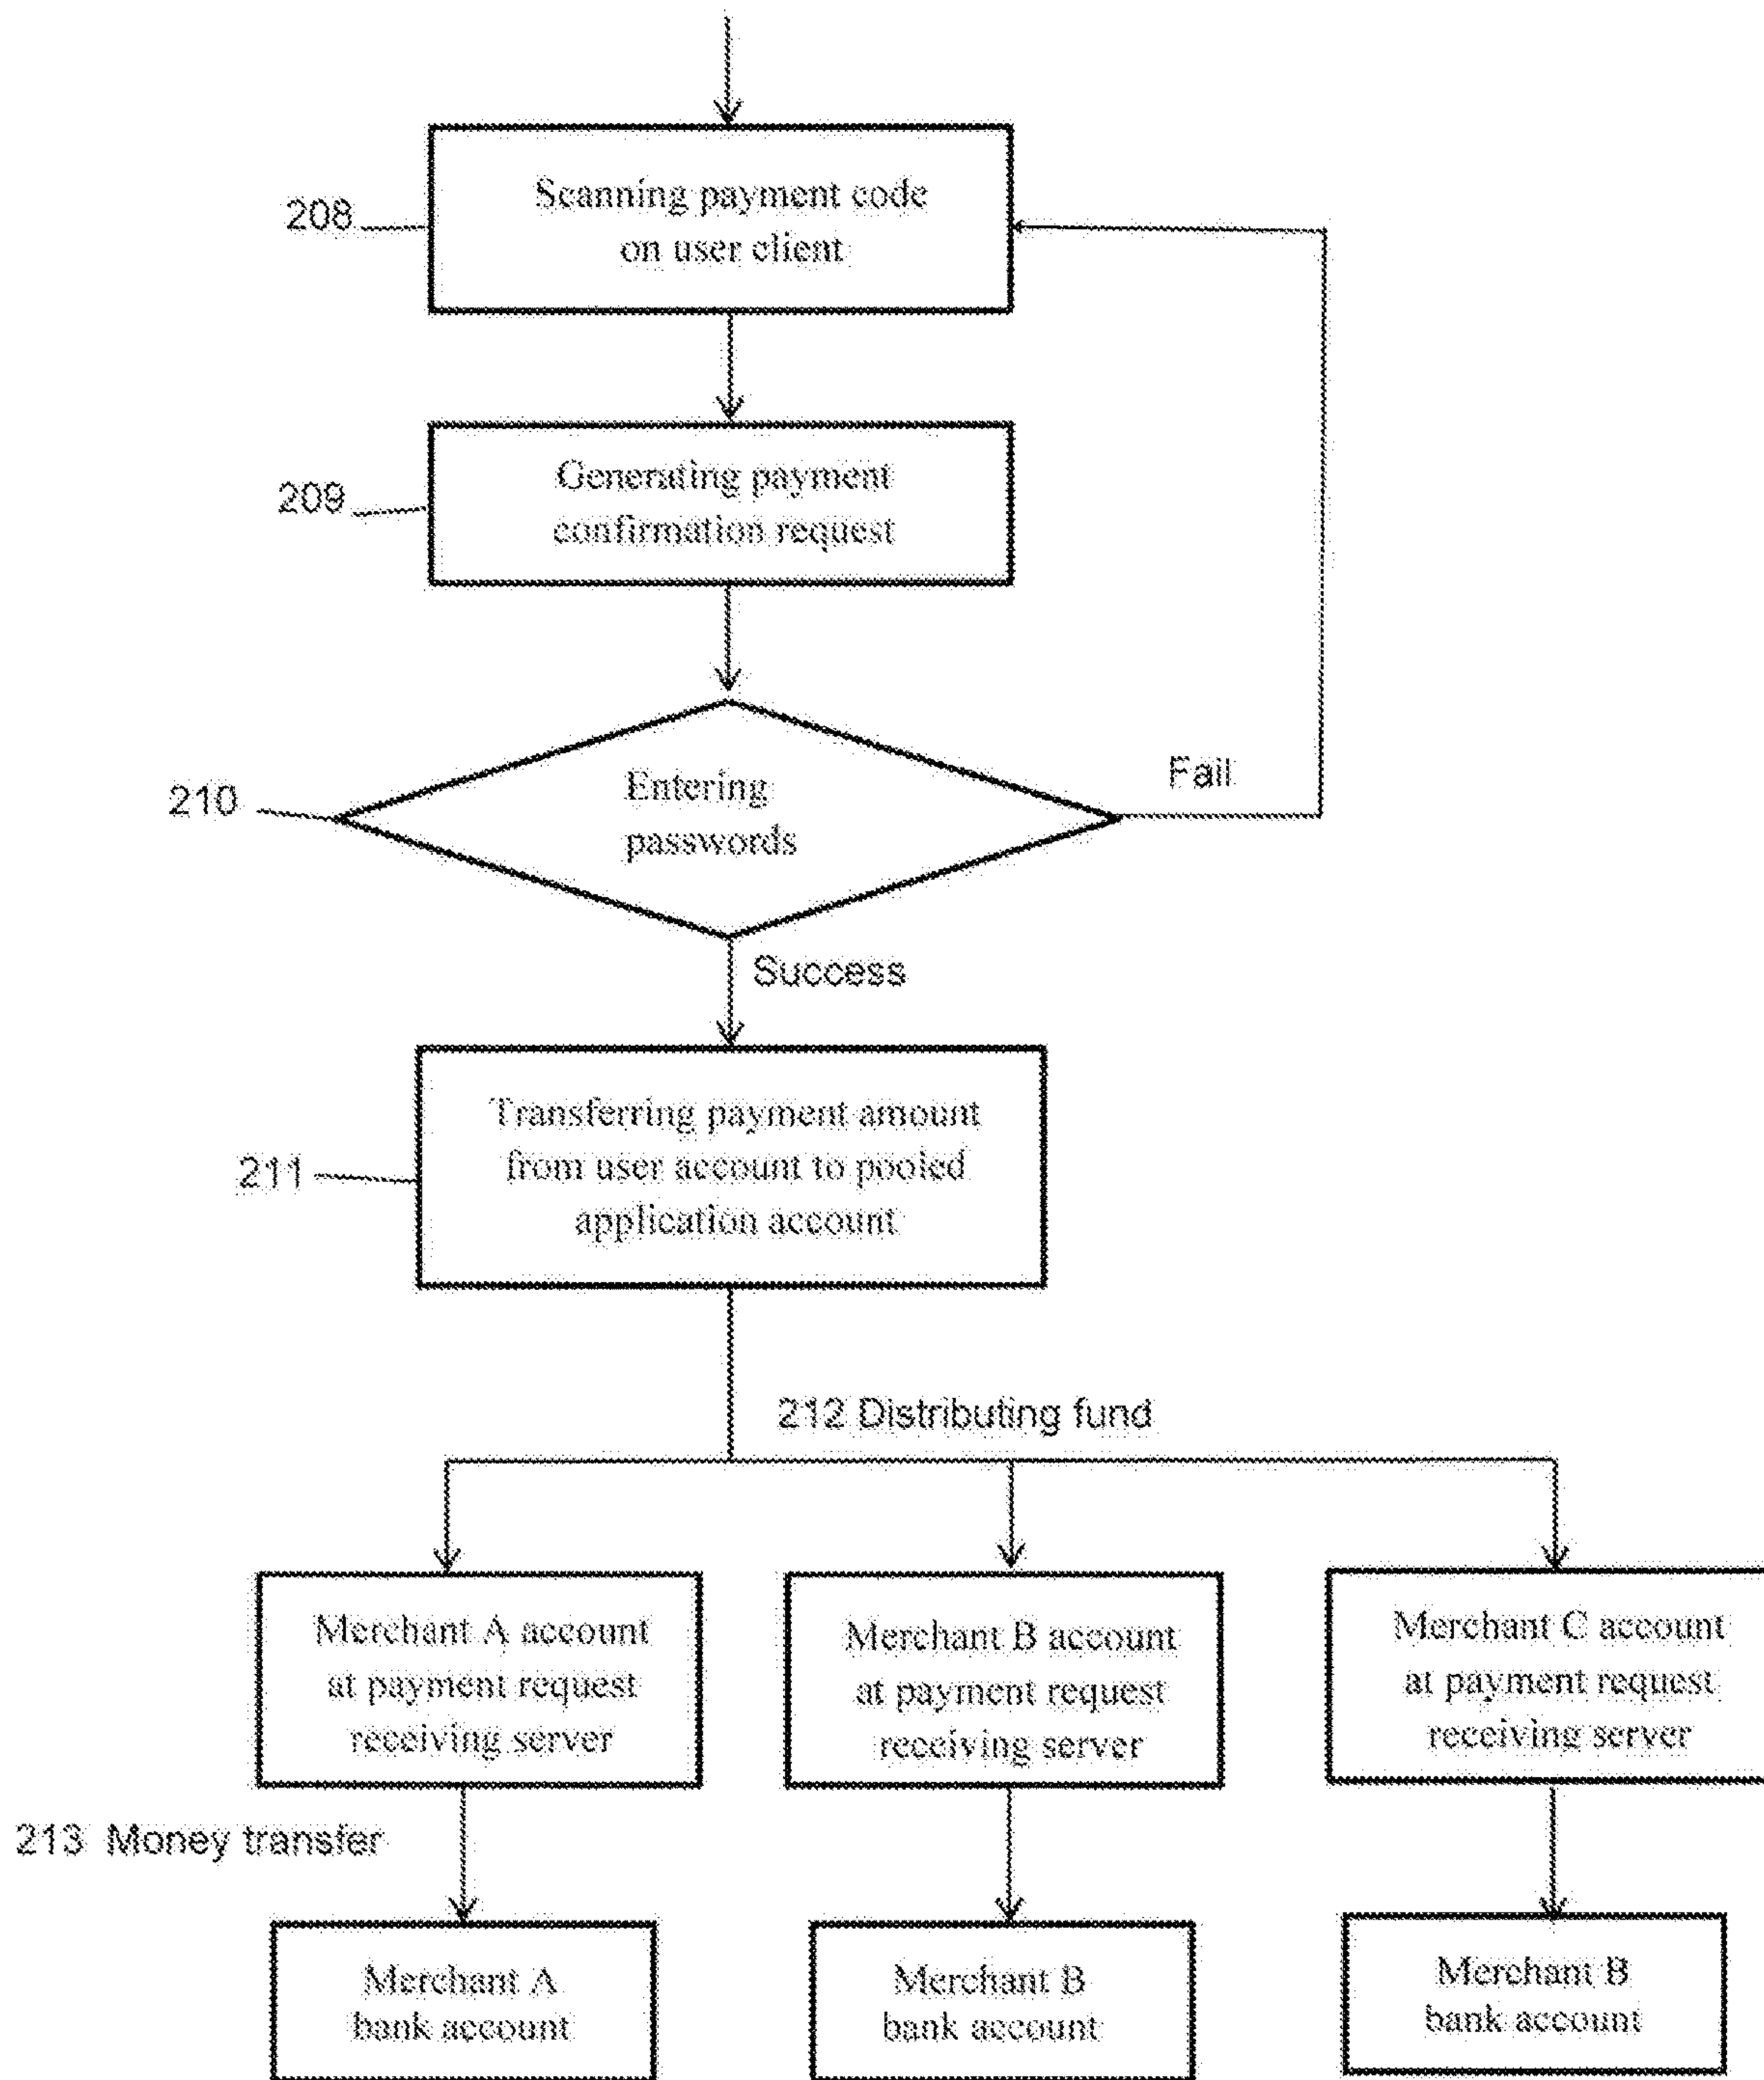 208
Scanning payment code
on user client
209
Generating payment
confirmation request
210
Entering
passwords
Fail
Success
211
Transferring payment amount
from user account to pooled
application account
212 Distributing fund
Merchant A account
at payment request
receiving server
Merchant B account
at payment request
receiving server
Merchant C account
at payment request
receiving server
213 Money transfer
Merchant A
bank account
Merchant B
bank account
Merchant B
bank account